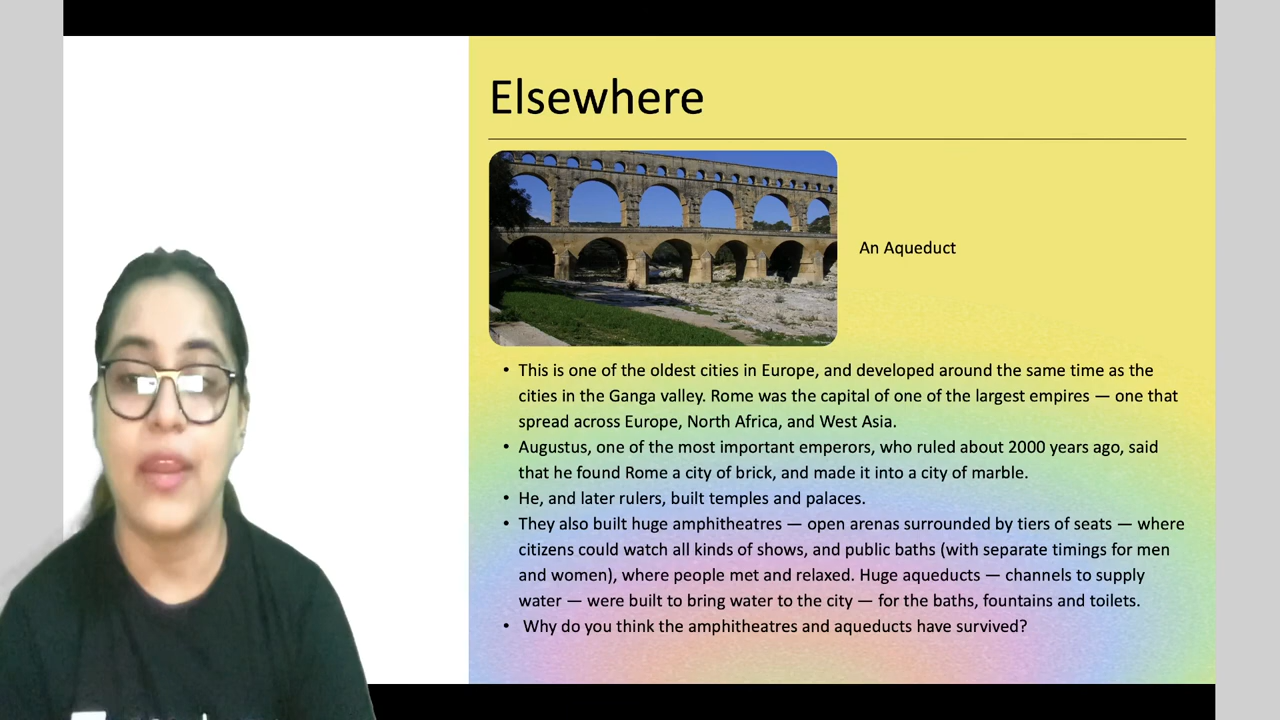 Elsewhere
An Aqueduct
• This is one of the oldest cities in Europe, and developed around the same time as the
cities in the Ganga valley. Rome was the capital of one of the largest empires — one that
spread across Europe, North Africa, and West Asia.
• Augustus, one of the most important emperors, who ruled about 2000 years ago, said
that he found Rome a city of brick, and made it into a city of marble.
• He, and later rulers, built temples and palaces.
• They also built huge amphitheatres — open arenas surrounded by tiers of seats — where
citizens could watch all kinds of shows, and public baths (with separate timings for men
and women), where people met and relaxed. Huge aqueducts — channels to supply
water — were built to bring water to the city — for the baths, fountains and toilets.
• Why do you think the amphitheatres and aqueducts have survived?